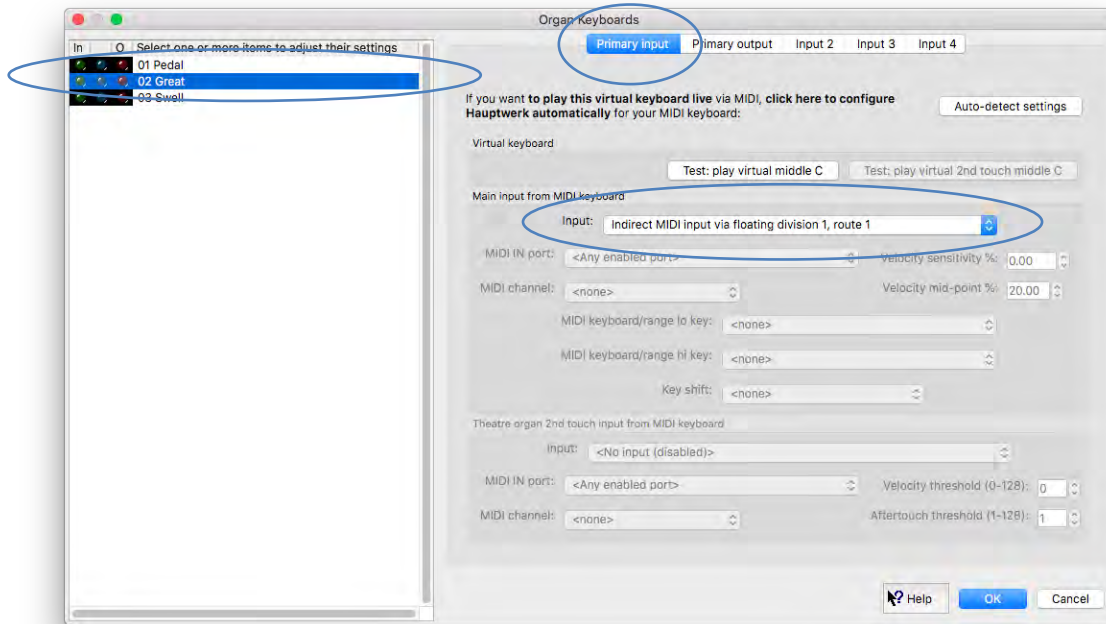 Organ Keyboards
In O Select one or more items to adjust their settings
01 Pedal
02 Great
03 Swell
Primary input Primary output Input 2 Input 3 Input 4
If you want to play this virtual keyboard live via MIDI, click here to configure
Hauptwerk automatically for your MIDI keyboard:
Auto-detect settings
Virtual keyboard
Test: play virtual middle C Test: play virtual 2nd touch middle C
Main input from MIDI keyboard
Input: Indirect MIDI input via floating division 1, route 1
MIDI IN port: <Any enabled port> Velocity sensitivity %: 0.00
MIDI channel: <none> Velocity mid-point %: 20.00
MIDI keyboard/range lo key: <none>
MIDI keyboard/range hi key: <none>
Key shift: <none>
Theatre organ 2nd touch input from MIDI keyboard
Input: <No input (disabled)>
MIDI IN port: <Any enabled port> Velocity threshold (0-128): 0
MIDI channel: <none> Aftertouch threshold (1-128): 1
? Help OK Cancel